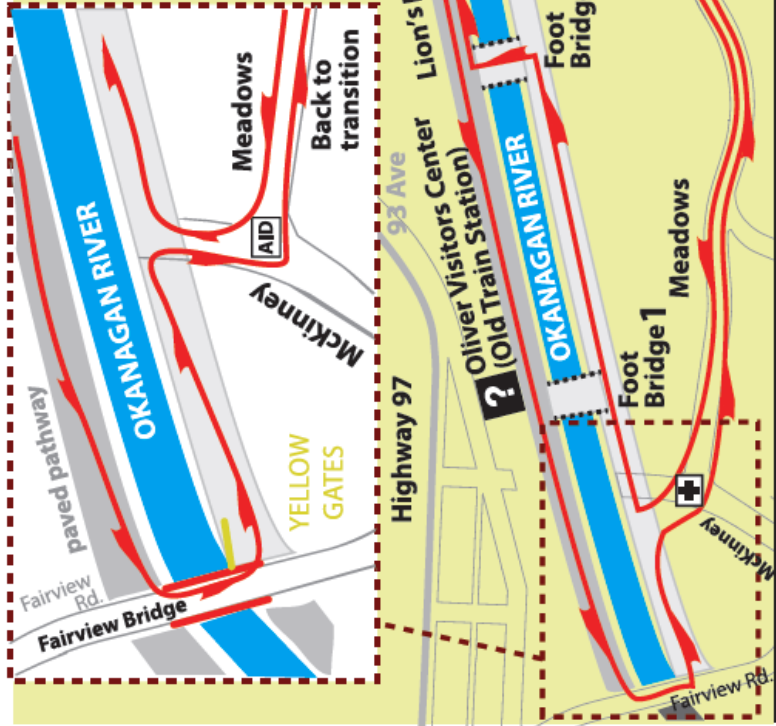 Meadows
Back to
transition
OKANAGAN RIVER
AID
McKinney
paved pathway
YELLOW
GATES
Fairview
Rd.
Fairview Bridge
Lion's
Foot
93 Ave
Oliver Visitors Center
(Old Train Station)
?
OKANAGAN RIVER
Meadows
Highway 97
Foot
Bridge 1
McKinney
Fairview Rd.